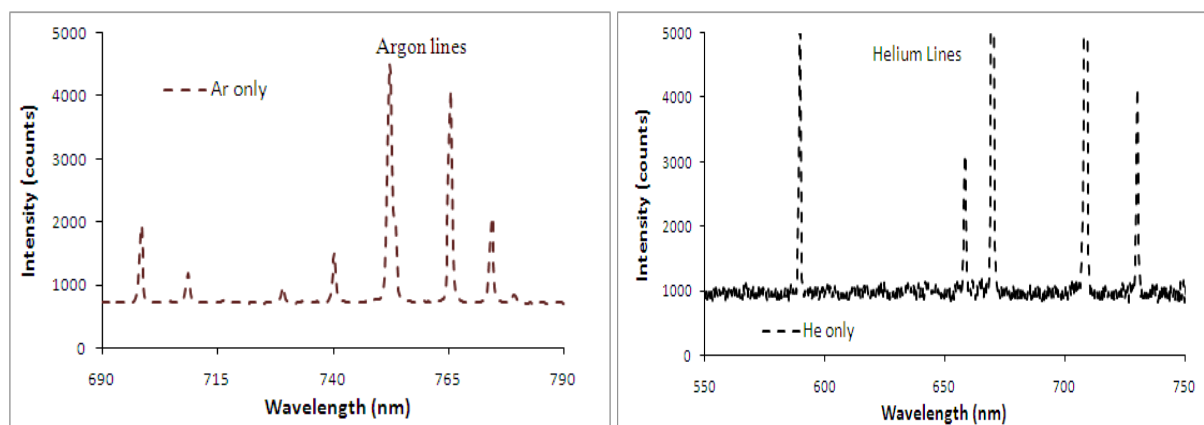 Argon lines
Ar only
Intensity (counts)
5000
4000
3000
2000
1000
0
690 715 740 765 790
Wavelength (nm)
Helium Lines
He only
Intensity (counts)
5000
4000
3000
2000
1000
0
550 600 650 700 750
Wavelength (nm)